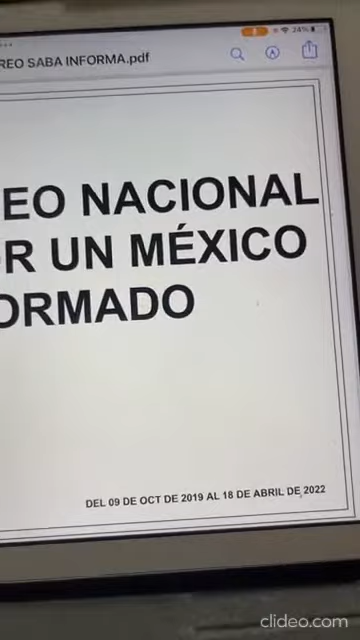 24%
REO SABA INFORMA.pdf
EO NACIONAL
R UN MÉXICO
ORMADO
DEL 09 DE OCT DE 2019 AL 18 DE ABRIL DE 2022
clideo.com